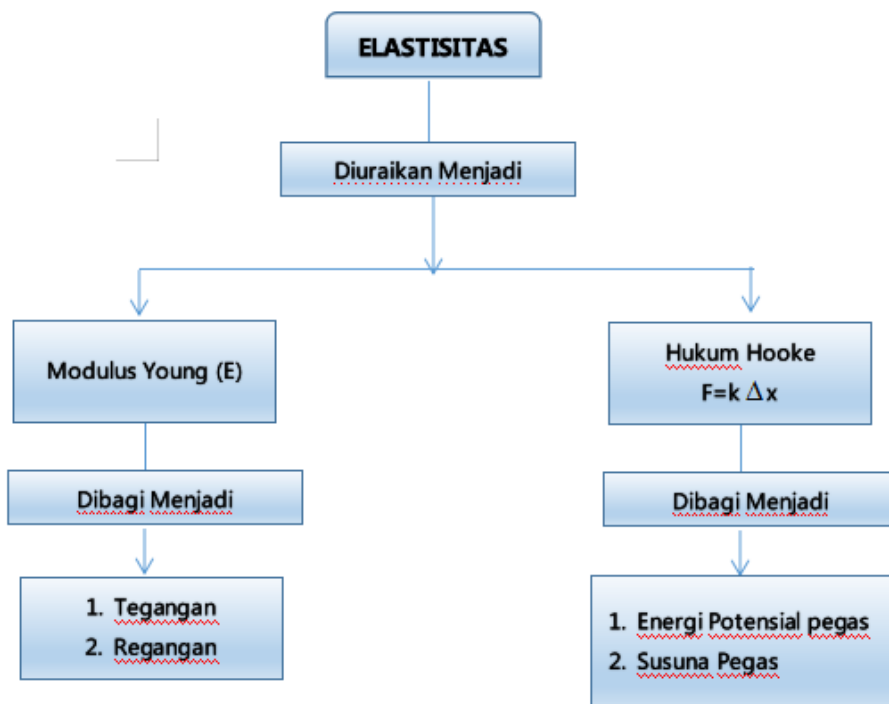 ELASTISITAS
Diuraikan Menjadi
Modulus Young (E)
Hukum Hooke
F=k Δx
Dibagi Menjadi
Dibagi Menjadi
1. Tegangan
2. Regangan
1. Energi Potensial pegas
2. Susuna Pegas